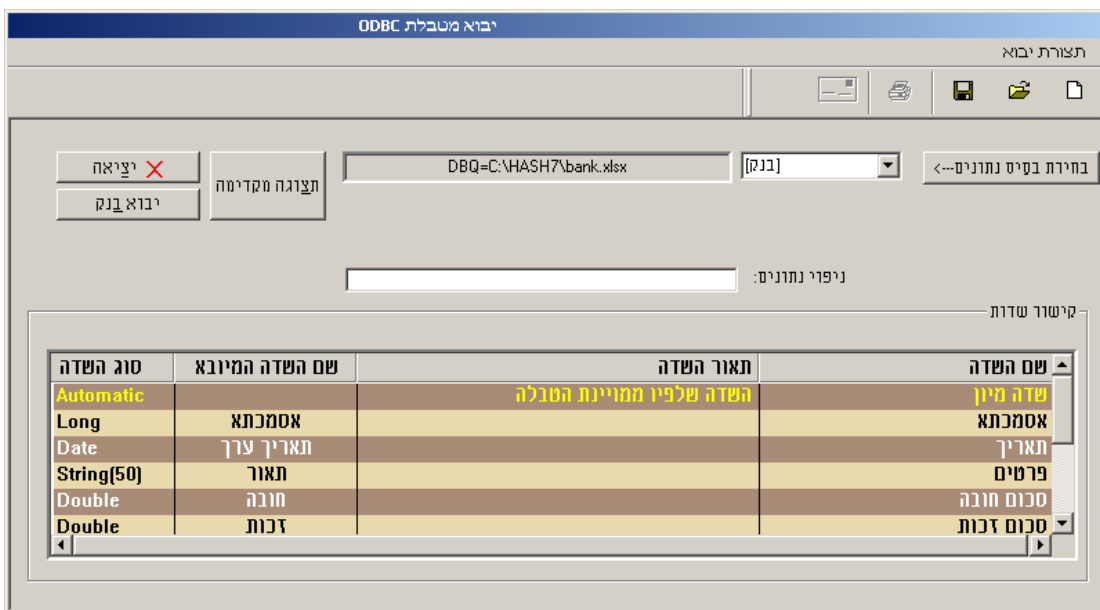 יבוא מטבלת ODBC
תצורת יבוא
בחירת בסיס נתונים--->
[בנק]
DBQ=C:\HASH7\bank.xlsx
תצוגה מקדימה
יציאה
יבוא בנק
ניפוי נתונים:
קישור שדות
שם השדה תאור השדה שם השדה המיובא סוג השדה
שדה מיון השדה שלפיו ממויינת הטבלה Automatic
אסמכתא אסמכתא Long
תאריך תאריך ערך Date
פרטים תאור String(50)
סכום חובה חובה Double
סכום זכות זכות Double